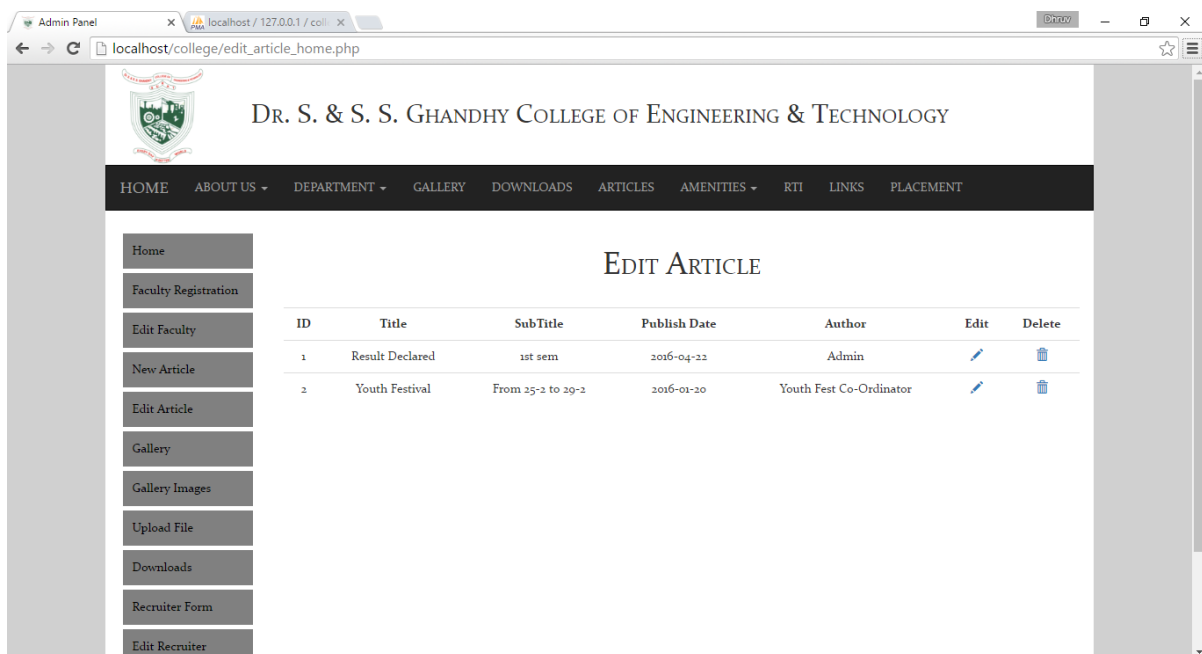 Admin Panel
localhost / 127.0.0.1 / coll
Dhruv
localhost/college/edit_article_home.php
DR. S. & S. S. GHANDHY COLLEGE OF ENGINEERING & TECHNOLOGY
HOME ABOUT US DEPARTMENT GALLERY DOWNLOADS ARTICLES AMENITIES RTI LINKS PLACEMENT
Home
Faculty Registration
Edit Faculty
New Article
Edit Article
Gallery
Gallery Images
Upload File
Downloads
Recruiter Form
Edit Recruiter
EDIT ARTICLE
ID Title SubTitle Publish Date Author Edit Delete
1 Result Declared 1st sem 2016-04-22 Admin
2 Youth Festival From 25-2 to 29-2 2016-01-20 Youth Fest Co-Ordinator